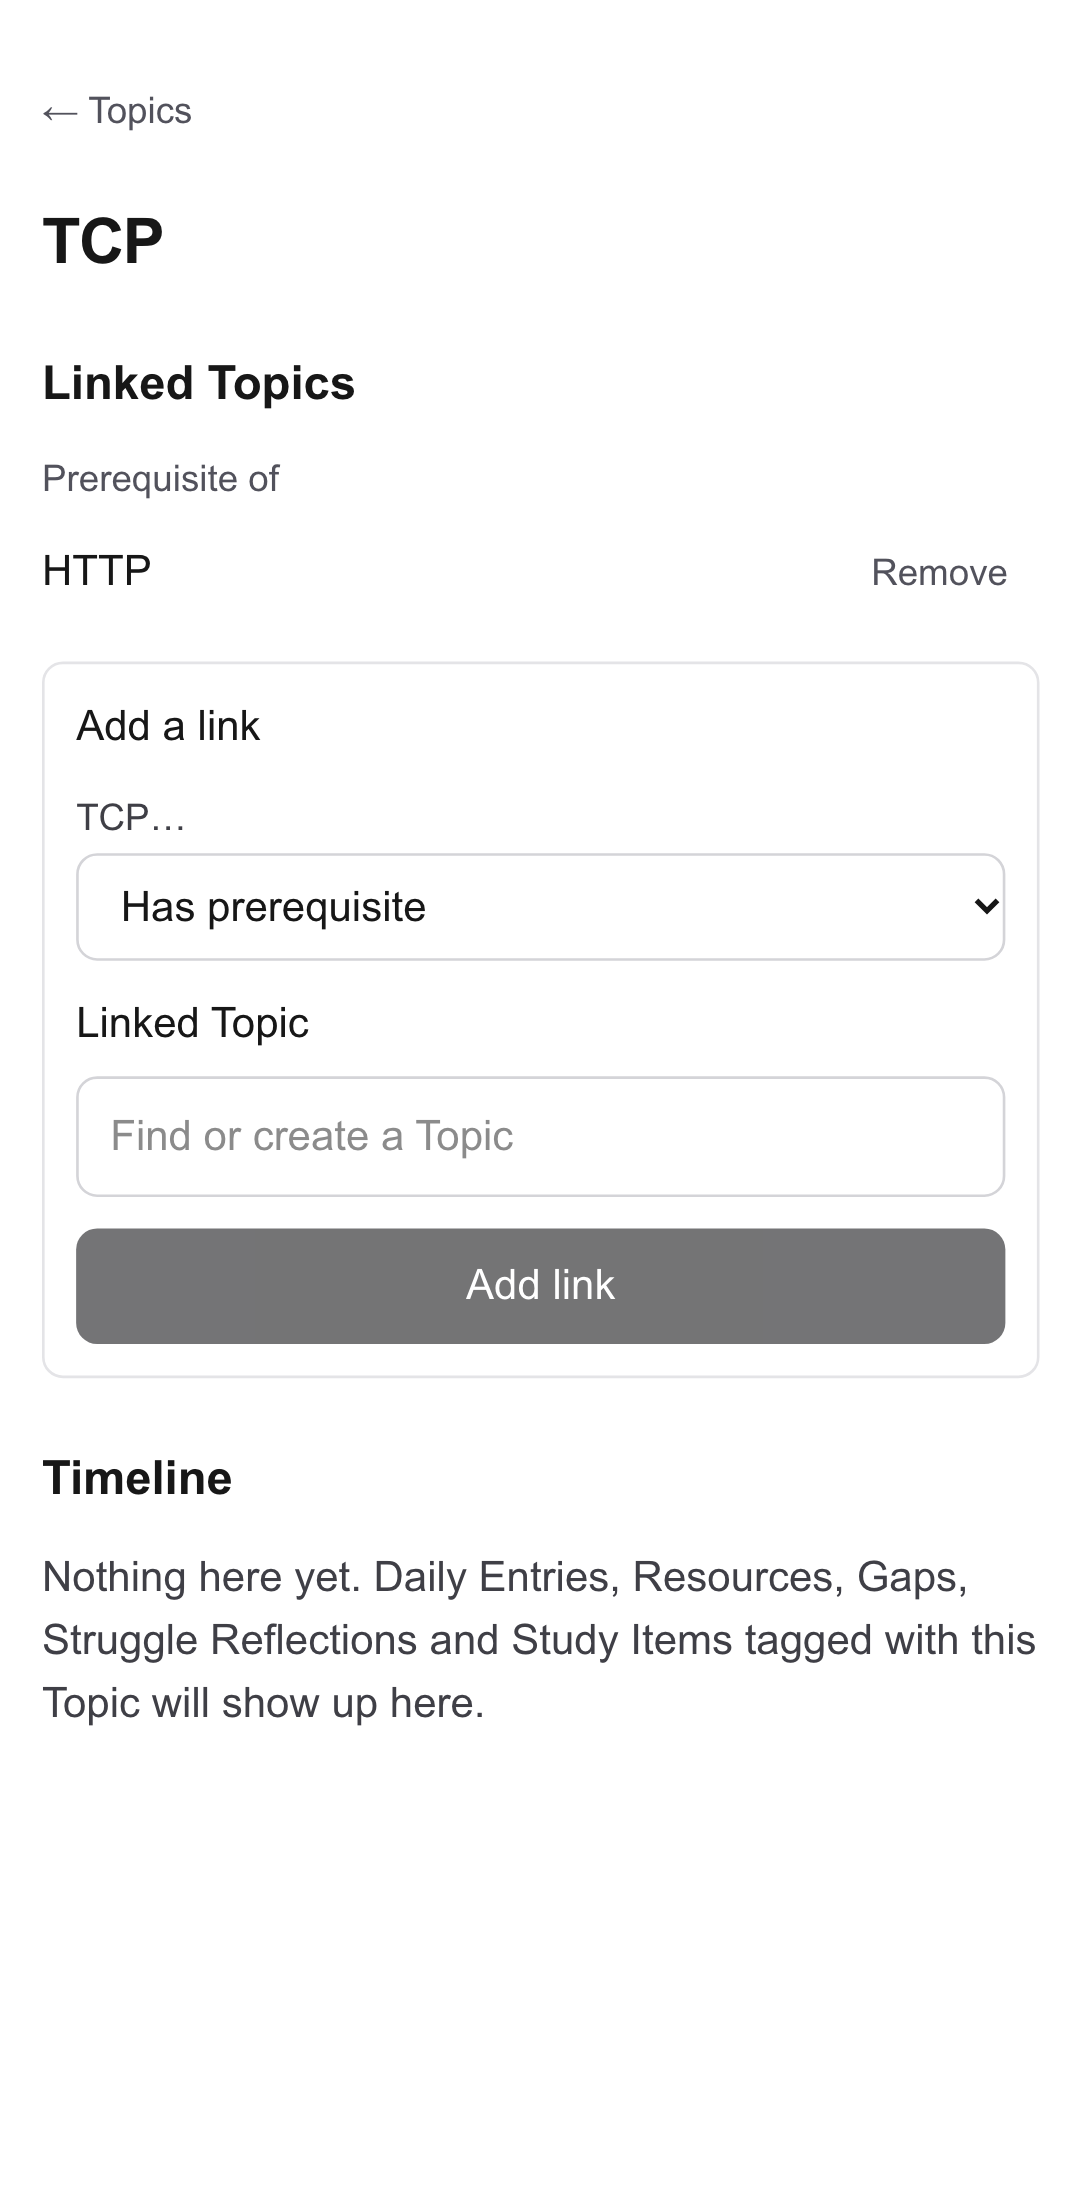 ← Topics
TCP
Linked Topics
Prerequisite of
HTTP Remove
Add a link
TCP…
Has prerequisite
Linked Topic
Find or create a Topic
Add link
Timeline
Nothing here yet. Daily Entries, Resources, Gaps,
Struggle Reflections and Study Items tagged with this
Topic will show up here.